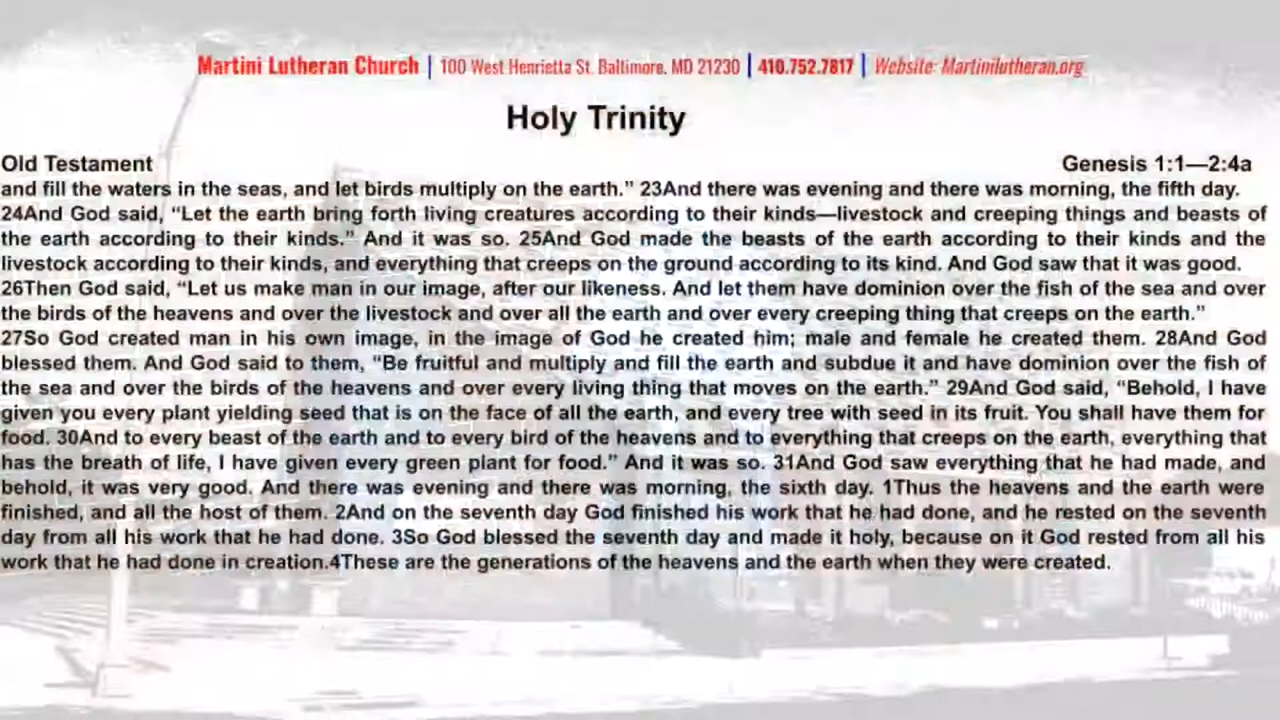 Martini Lutheran Church | 100 West Henrietta St. Baltimore. MD 21230 | 410.752.7817 | Website: Martinilutheran.org
Holy Trinity
Old Testament Genesis 1:1—2:4a
and fill the waters in the seas, and let birds multiply on the earth.” 23And there was evening and there was morning, the fifth day.
24And God said, “Let the earth bring forth living creatures according to their kinds—livestock and creeping things and beasts of
the earth according to their kinds.” And it was so. 25And God made the beasts of the earth according to their kinds and the
livestock according to their kinds, and everything that creeps on the ground according to its kind. And God saw that it was good.
26Then God said, “Let us make man in our image, after our likeness. And let them have dominion over the fish of the sea and over
the birds of the heavens and over the livestock and over all the earth and over every creeping thing that creeps on the earth.”
27So God created man in his own image, in the image of God he created him; male and female he created them. 28And God
blessed them. And God said to them, “Be fruitful and multiply and fill the earth and subdue it and have dominion over the fish of
the sea and over the birds of the heavens and over every living thing that moves on the earth.” 29And God said, “Behold, I have
given you every plant yielding seed that is on the face of all the earth, and every tree with seed in its fruit. You shall have them for
food. 30And to every beast of the earth and to every bird of the heavens and to everything that creeps on the earth, everything that
has the breath of life, I have given every green plant for food.” And it was so. 31And God saw everything that he had made, and
behold, it was very good. And there was evening and there was morning, the sixth day. 1Thus the heavens and the earth were
finished, and all the host of them. 2And on the seventh day God finished his work that he had done, and he rested on the seventh
day from all his work that he had done. 3So God blessed the seventh day and made it holy, because on it God rested from all his
work that he had done in creation.4These are the generations of the heavens and the earth when they were created.